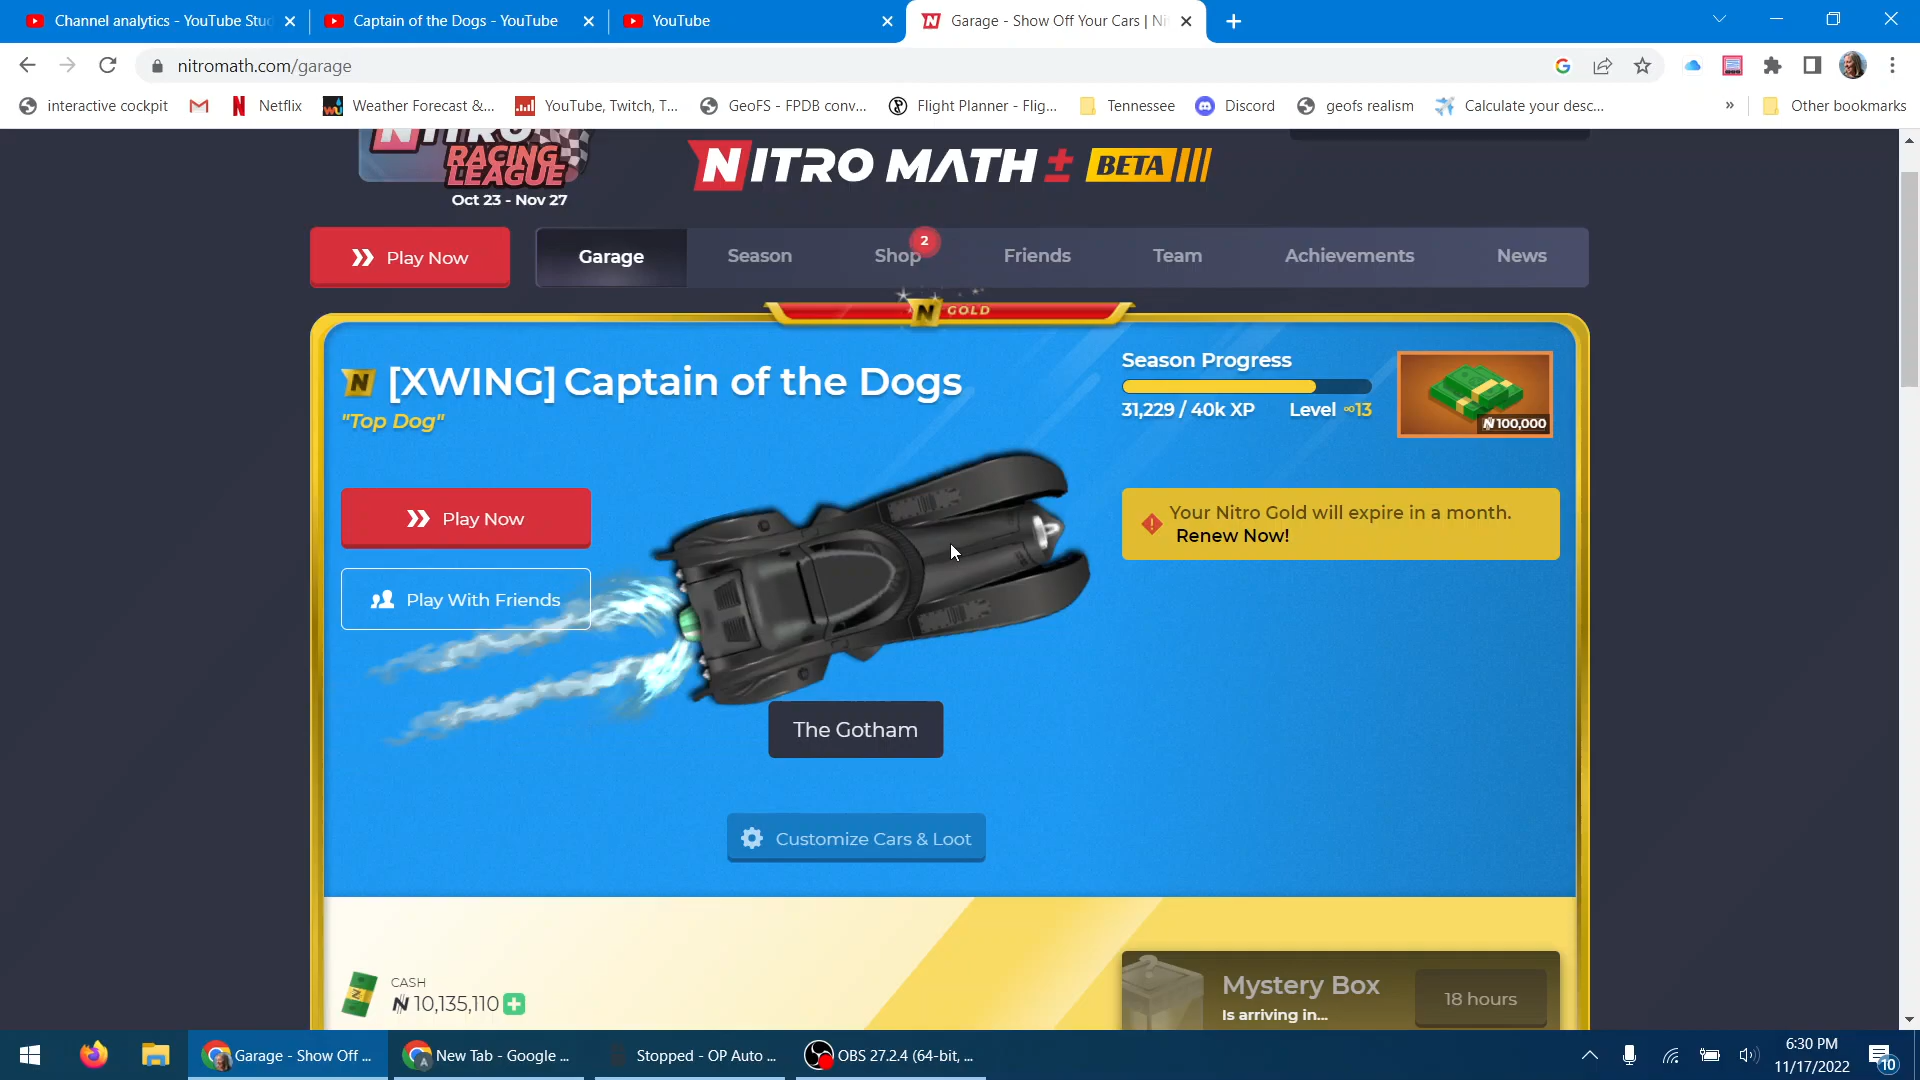 Channel analytics - YouTube Stu
Captain of the Dogs - YouTube
YouTube
Garage - Show Off Your Cars | Ni
nitromath.com/garage
interactive cockpit
Netflix
Weather Forecast &...
YouTube, Twitch, T...
GeoFS - FPDB conv...
Flight Planner - Flig...
Tennessee
Discord
geofs realism
Calculate your desc...
»
Other bookmarks
NITRO
RACING
LEAGUE
Oct 23 - Nov 27
NITRO MATH ± BETA
Play Now
Garage
Season
Shop
2
Friends
Team
Achievements
News
N GOLD
N [XWING] Captain of the Dogs
"Top Dog"
Season Progress
31,229 / 40k XP
Level ∞13
N 100,000
Play Now
Play With Friends
Your Nitro Gold will expire in a month.
Renew Now!
The Gotham
Customize Cars & Loot
CASH
N 10,135,110
Mystery Box
Is arriving in...
18 hours
Garage - Show Off ...
New Tab - Google ...
Stopped - OP Auto ...
OBS 27.2.4 (64-bit, ...
6:30 PM
11/17/2022
10